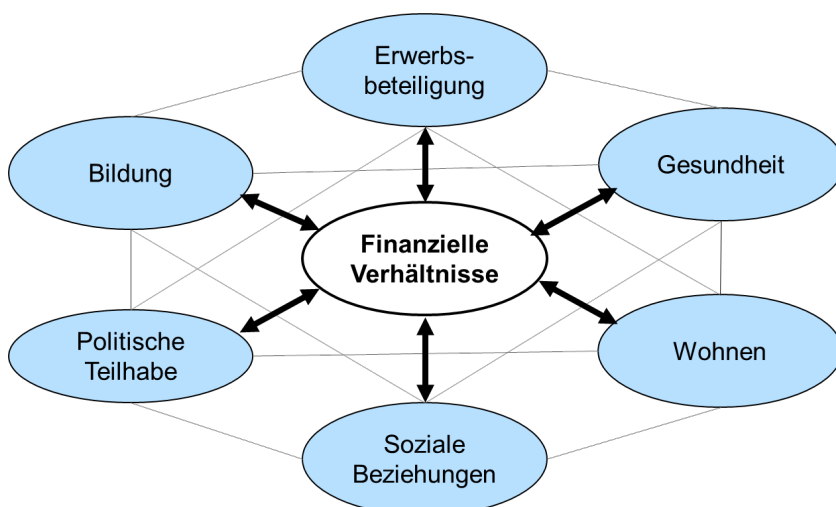 Erwerbs-
beteiligung
Bildung
Gesundheit
Finanzielle
Verhältnisse
Politische
Teilhabe
Wohnen
Soziale
Beziehungen